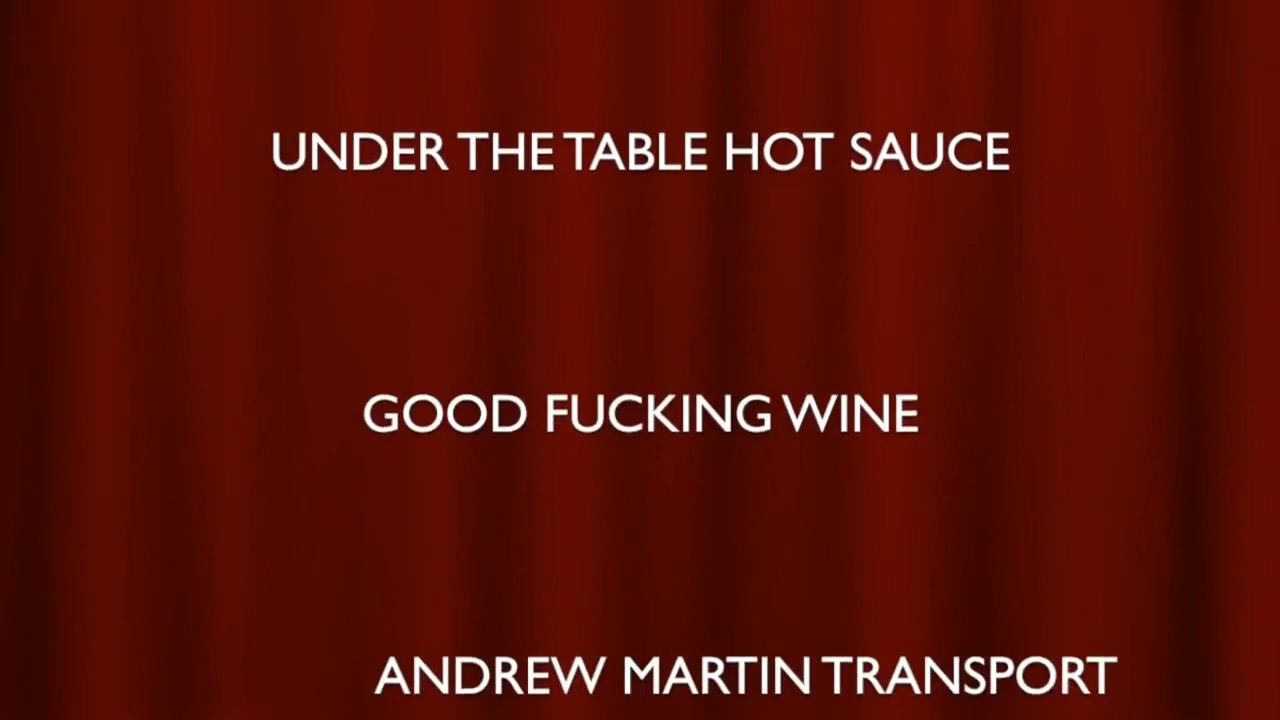 UNDER THE TABLE HOT SAUCE
GOOD FUCKING WINE
ANDREW MARTIN TRANSPORT